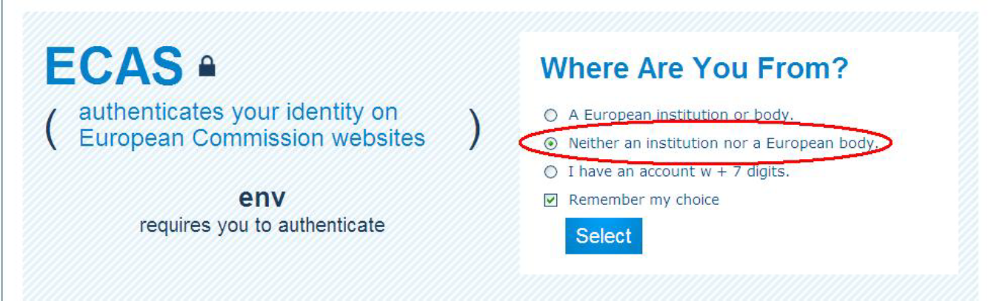 ECAS
( authenticates your identity on
European Commission websites )
env
requires you to authenticate
Where Are You From?
A European institution or body.
Neither an institution nor a European body.
I have an account w + 7 digits.
Remember my choice
Select